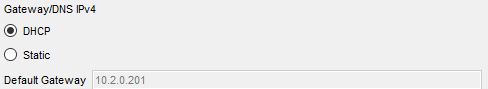 Gateway/DNS IPv4
DHCP
Static
Default Gateway 10.2.0.201